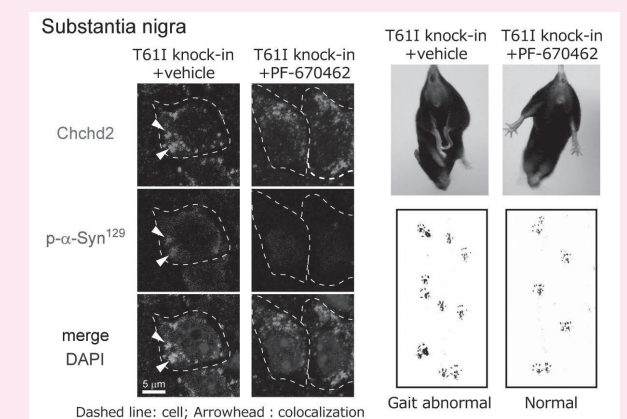 Substantia nigra
T61I knock-in
+vehicle
T61I knock-in
+PF-670462
T61I knock-in
+vehicle
T61I knock-in
+PF-670462
Chchd2
p-α-Syn¹²⁹
merge
DAPI
5 μm
Dashed line: cell; Arrowhead : colocalization
Gait abnormal
Normal